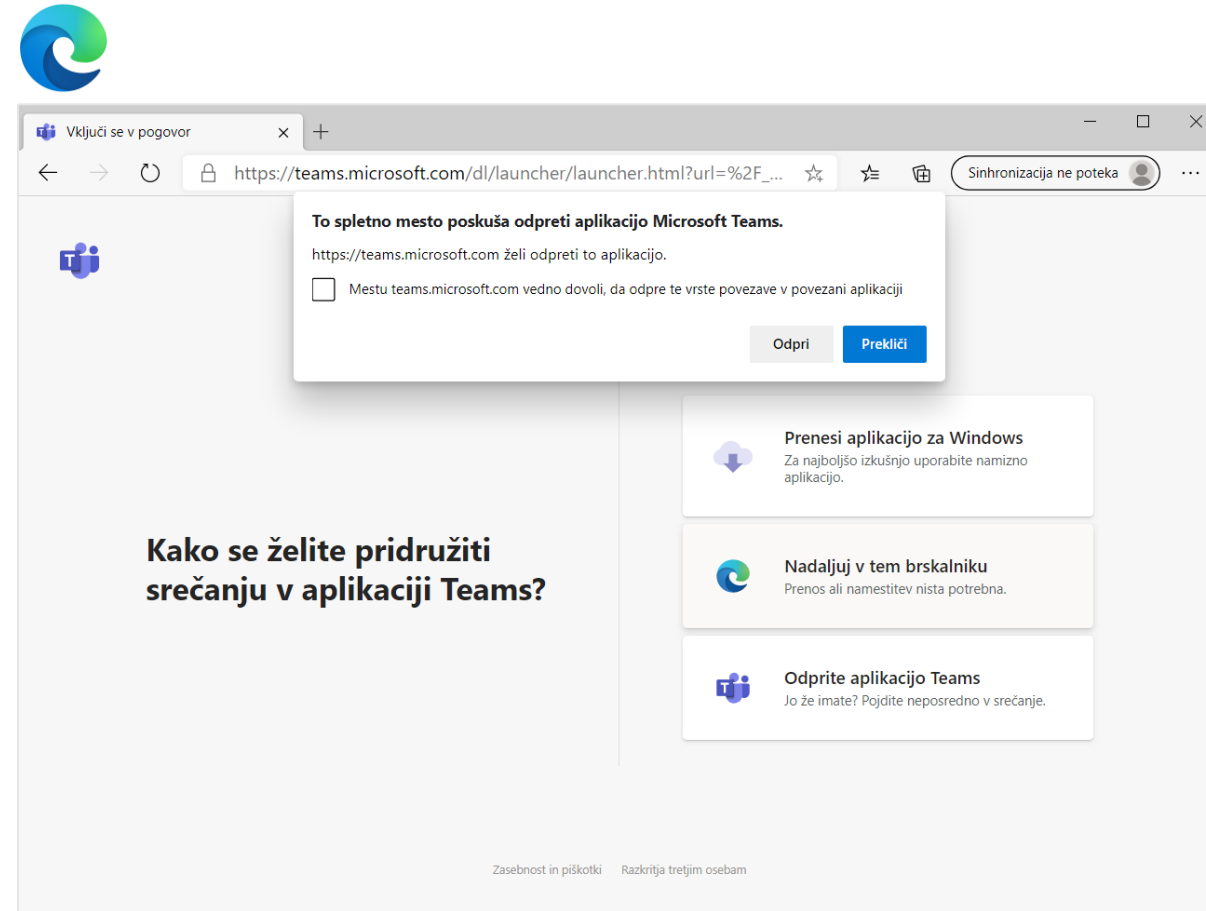 Vključi se v pogovor
https://teams.microsoft.com/dl/launcher/launcher.html?url=%2F_...
Sinhronizacija ne poteka
To spletno mesto poskuša odpreti aplikacijo Microsoft Teams.
https://teams.microsoft.com želi odpreti to aplikacijo.
Mestu teams.microsoft.com vedno dovoli, da odpre te vrste povezave v povezani aplikaciji
Odpri
Prekliči
Kako se želite pridružiti
srečanju v aplikaciji Teams?
Prenesi aplikacijo za Windows
Za najboljšo izkušnjo uporabite namizno
aplikacijo.
Nadaljuj v tem brskalniku
Prenos ali namestitev nista potrebna.
Odprite aplikacijo Teams
Jo že imate? Pojdite neposredno v srečanje.
Zasebnost in piškotki
Razkritja tretjim osebam